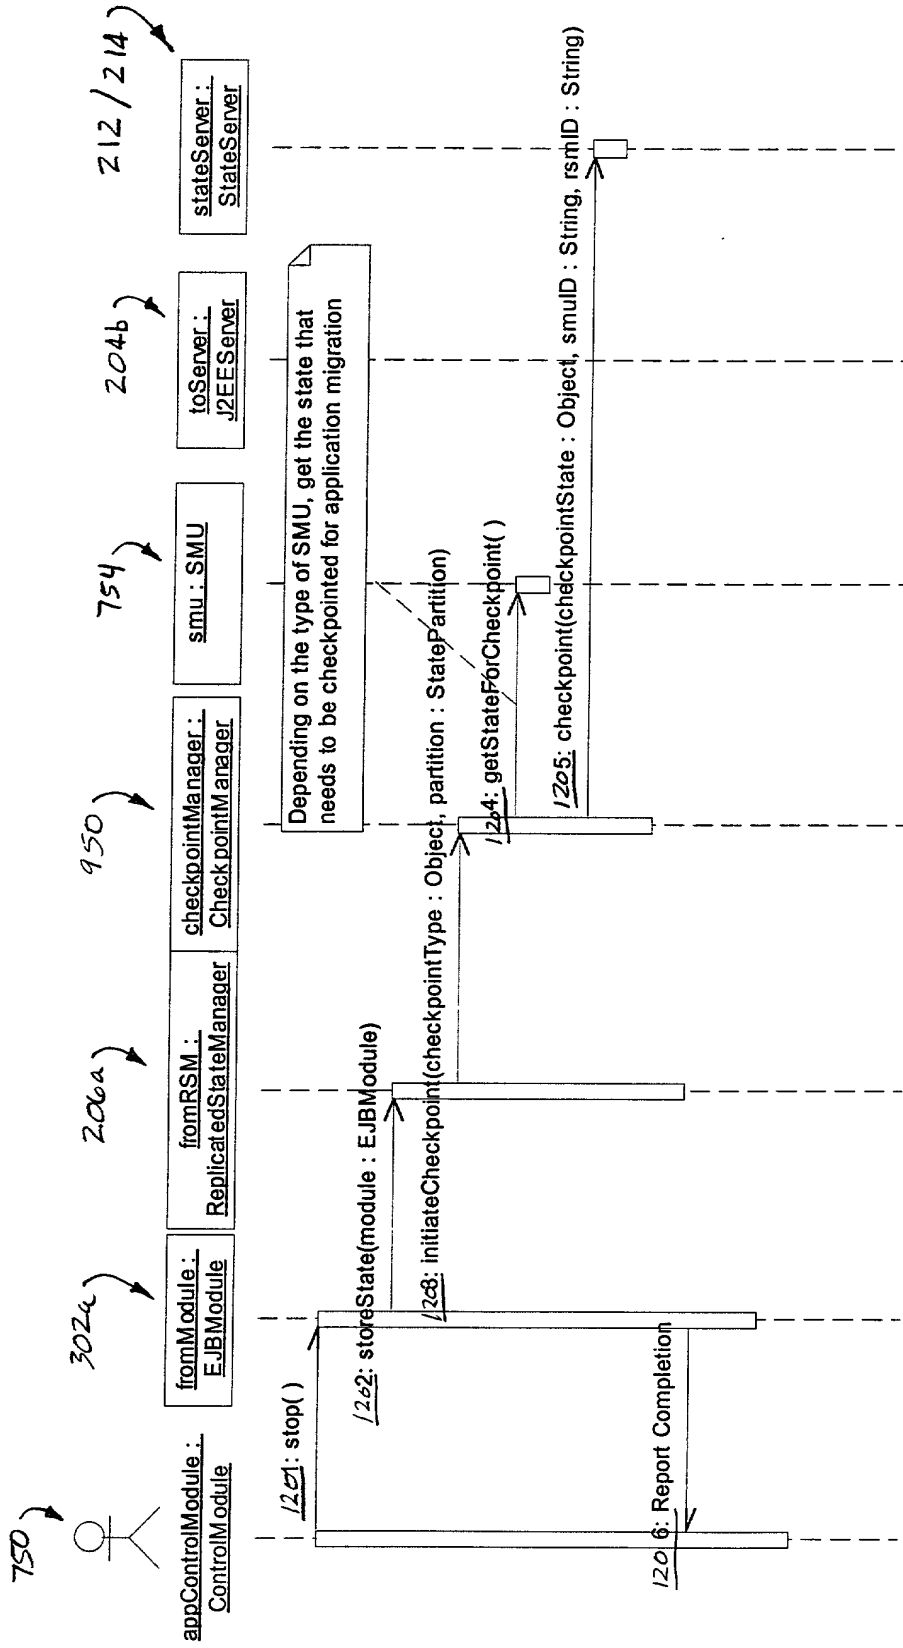 750
appControlModule :
ControlModule
302a
fromModule :
EJBModule
206a
fromRSM :
ReplicatedStateManager
950
checkpointManager :
CheckpointManager
754
smu : SMU
204b
toServer :
J2EEServer
212 / 214
stateServer :
StateServer
Depending on the type of SMU, get the state that
needs to be checkpointed for application migration
1201: stop( )
1202: storeState(module : EJBModule)
1203: initiateCheckpoint(checkpointType : Object, partition : StatePartition)
1204: getStateForCheckpoint( )
1205: checkpoint(checkpointState : Object, smuID : String, rsmID : String)
1206: Report Completion